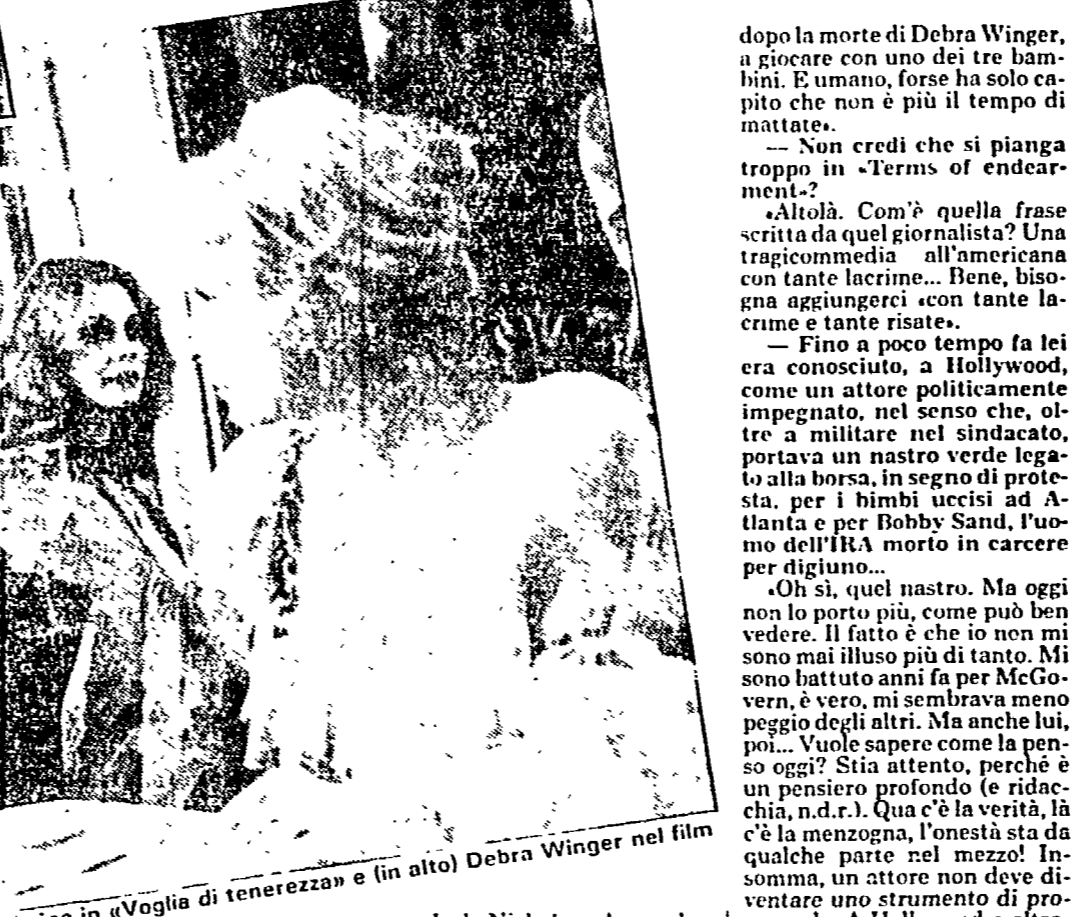 in «Voglia di tenerezza» e (in alto) Debra Winger nel film
dopo la morte di Debra Winger,
a giocare con uno dei tre bam-
bini. E umano, forse ha solo ca-
pito che non è più il tempo di
mattate».
— Non credi che si pianga
troppo in «Terms of endear-
ment»?
«Altolà. Com'è quella frase
scritta da quel giornalista? Una
tragicommedia all'americana
con tante lacrime... Bene, biso-
gna aggiungerci «con tante la-
crime e tante risate».
— Fino a poco tempo fa lei
era conosciuto, a Hollywood,
come un attore politicamente
impegnato, nel senso che, ol-
tre a militare nel sindacato,
portava un nastro verde lega-
to alla borsa, in segno di prote-
sta, per i bimbi uccisi ad A-
tlanta e per Bobby Sand, l'uo-
mo dell'IRA morto in carcere
per digiuno...
«Oh sì, quel nastro. Ma oggi
non lo porto più, come può ben
vedere. Il fatto è che io non mi
sono mai illuso più di tanto. Mi
sono battuto anni fa per McGo-
vern, è vero, mi sembrava meno
peggio degli altri. Ma anche lui,
poi... Vuole sapere come la pen-
so oggi? Stia attento, perché è
un pensiero profondo (e ridac-
chia, n.d.r.). Qua c'è la verità, là
c'è la menzogna, l'onestà sta da
qualche parte nel mezzo! In-
somma, un attore non deve di-
ventare uno strumento di pro-